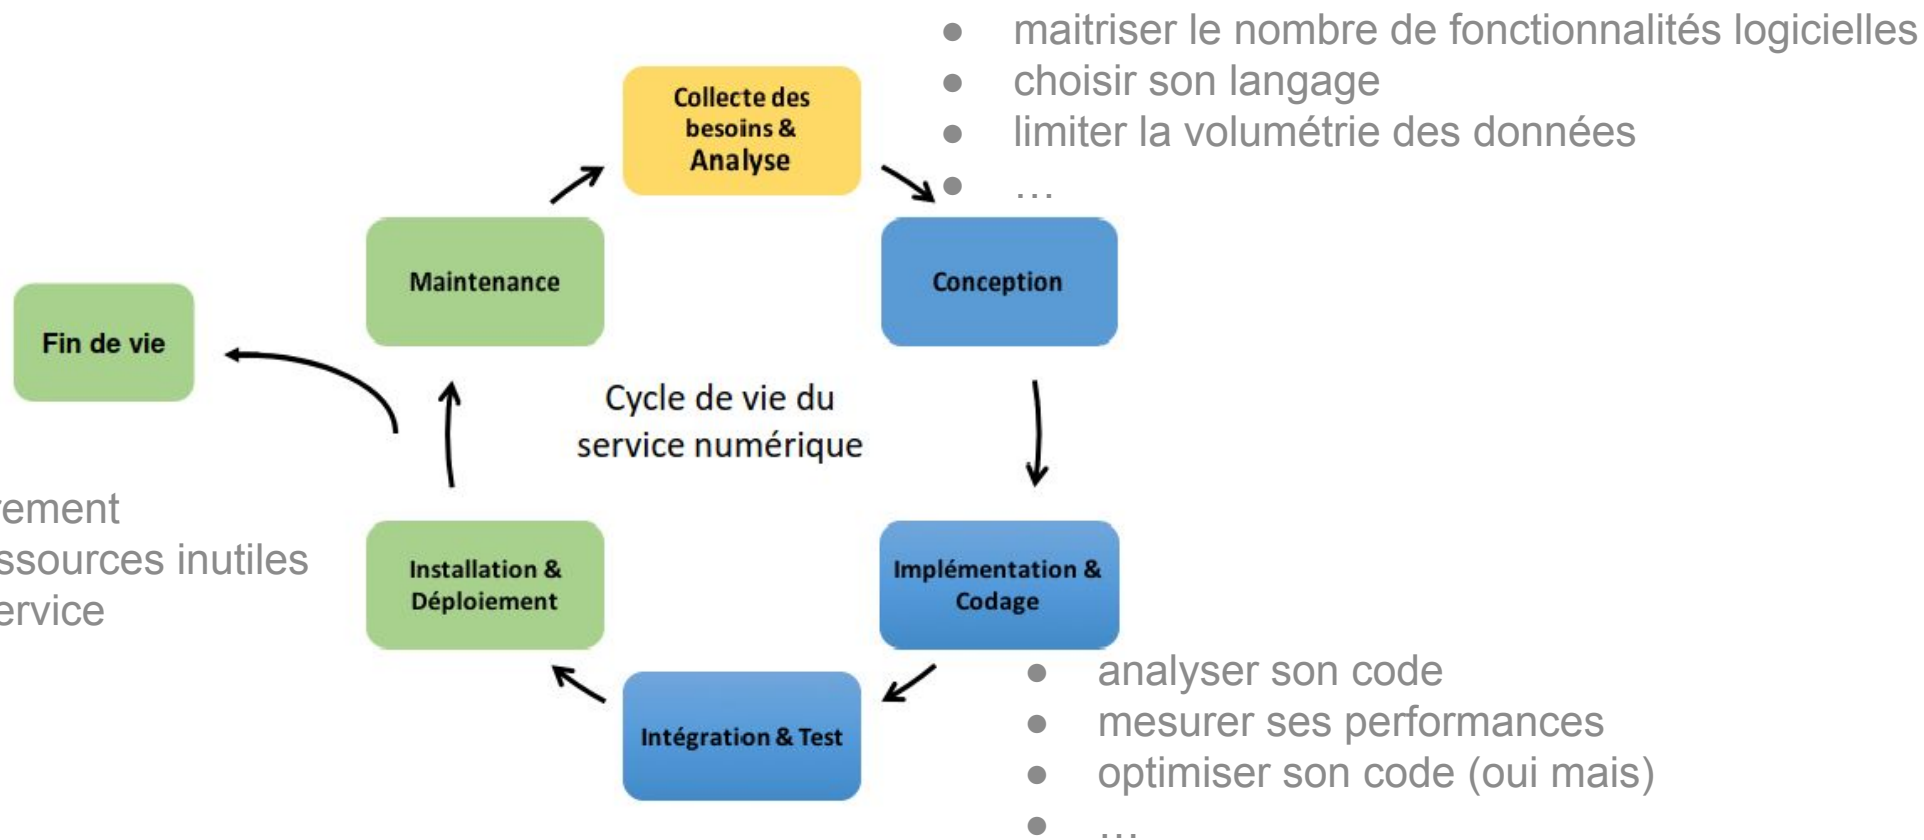 ● maitriser le nombre de fonctionnalités logicielles
● choisir son langage
● limiter la volumétrie des données
● …
Collecte des
besoins &
Analyse
Maintenance
Conception
Fin de vie
Cycle de vie du
service numérique
rement
ssources inutiles
ervice
Installation &
Déploiement
Implémentation &
Codage
Intégration & Test
● analyser son code
● mesurer ses performances
● optimiser son code (oui mais)
● …